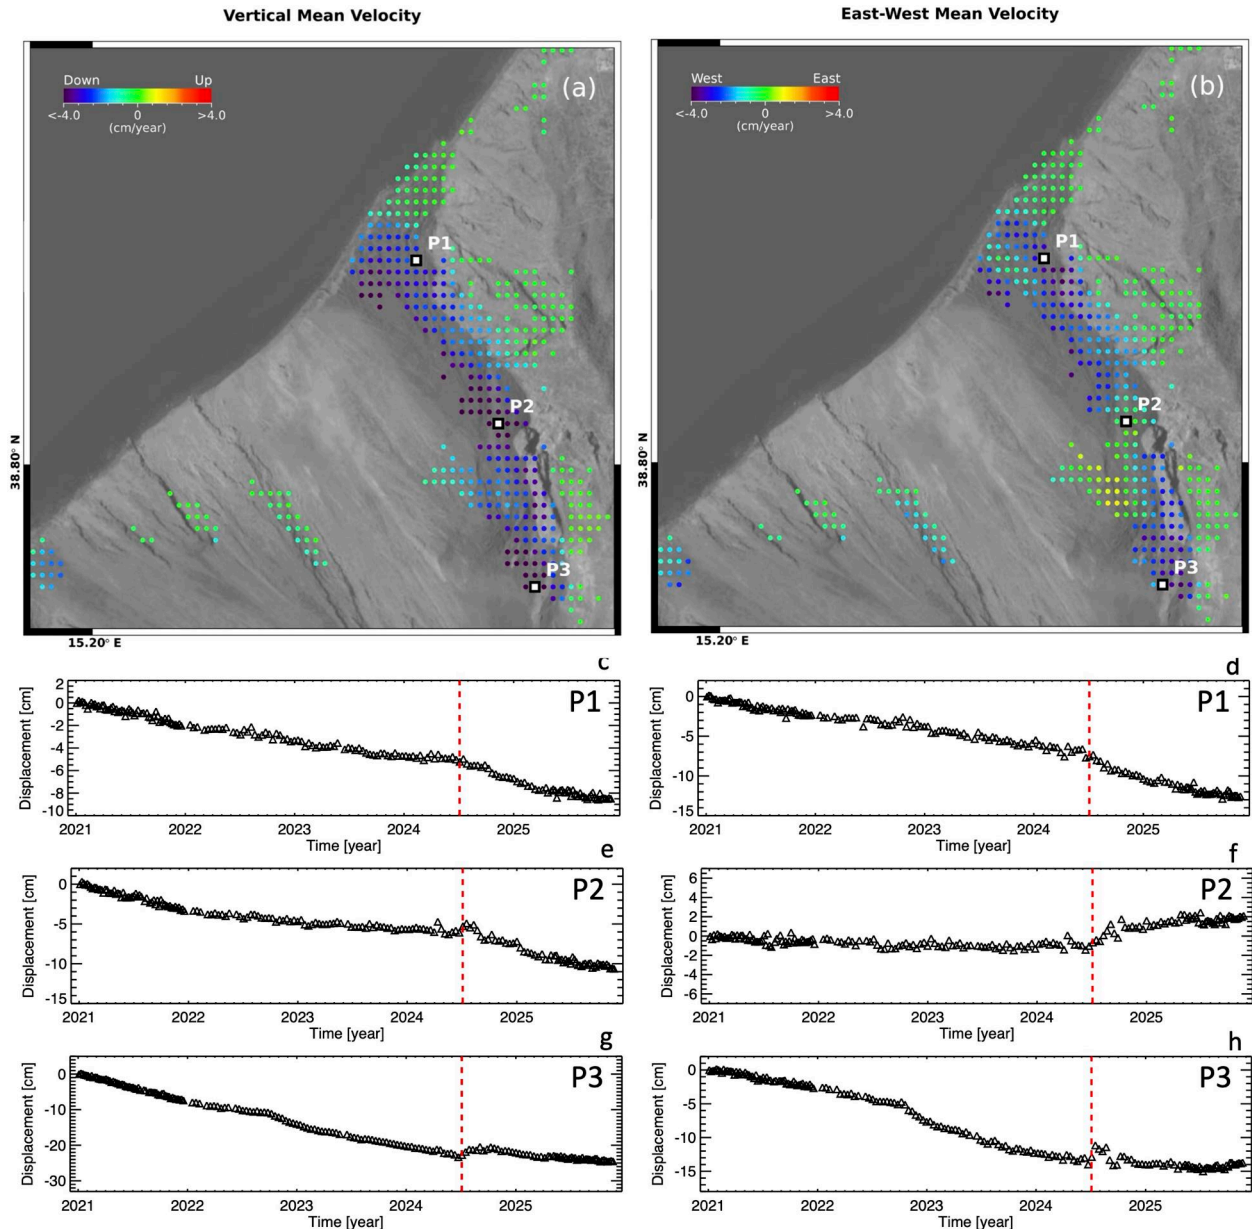 Vertical Mean Velocity
East-West Mean Velocity
Down Up
<-4.0 0 >4.0
(cm/year)
(a)
P1
P2
P3
38.80° N
15.20° E
West East
<-4.0 0 >4.0
(cm/year)
(b)
P1
P2
P3
38.80° N
15.20° E
c
P1
Displacement [cm]
2
0
-2
-4
-6
-8
-10
2021 2022 2023 2024 2025
Time [year]
d
P1
Displacement [cm]
0
-5
-10
-15
2021 2022 2023 2024 2025
Time [year]
e
P2
Displacement [cm]
0
-5
-10
-15
2021 2022 2023 2024 2025
Time [year]
f
P2
Displacement [cm]
6
4
2
0
-2
-4
-6
2021 2022 2023 2024 2025
Time [year]
g
P3
Displacement [cm]
0
-10
-20
-30
2021 2022 2023 2024 2025
Time [year]
h
P3
Displacement [cm]
0
-5
-10
-15
2021 2022 2023 2024 2025
Time [year]